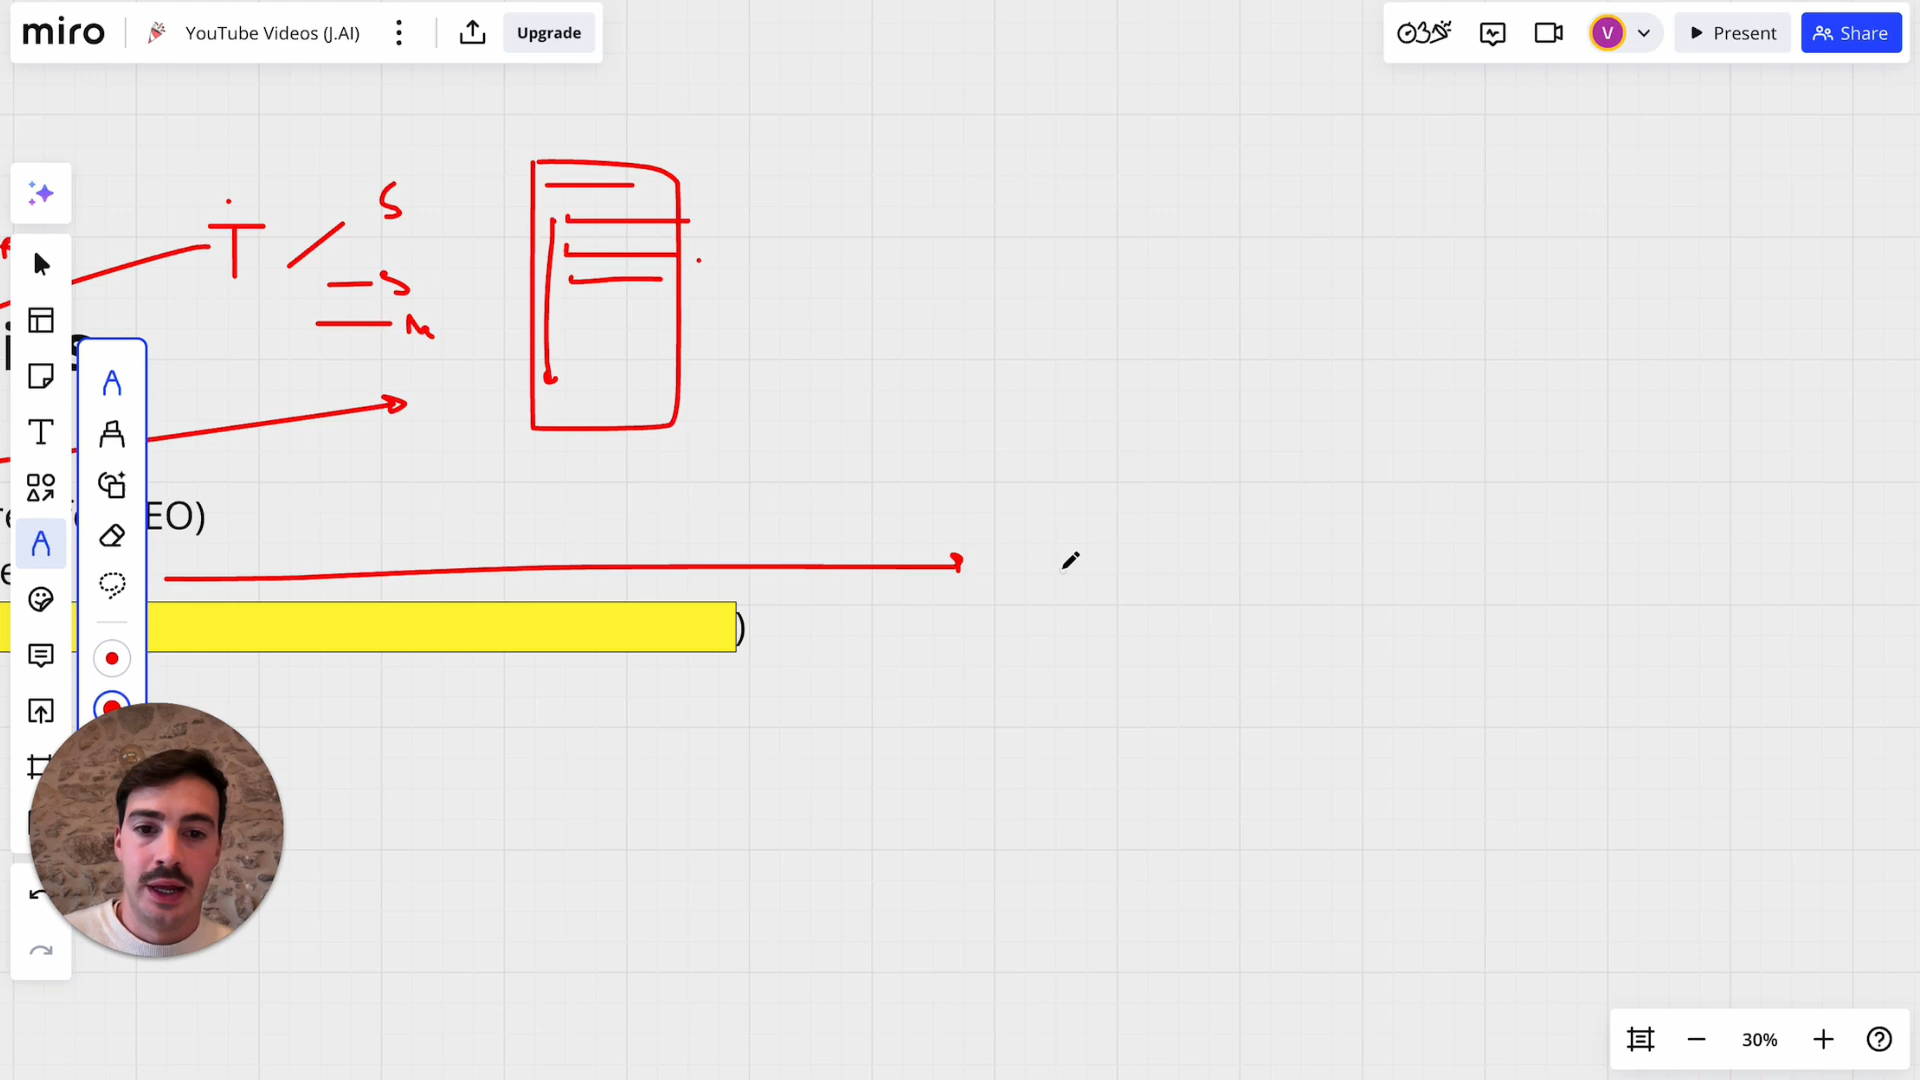 miro
YouTube Videos (J.AI)
Upgrade
V
Present
Share
T
S
S
EO)
)
30%